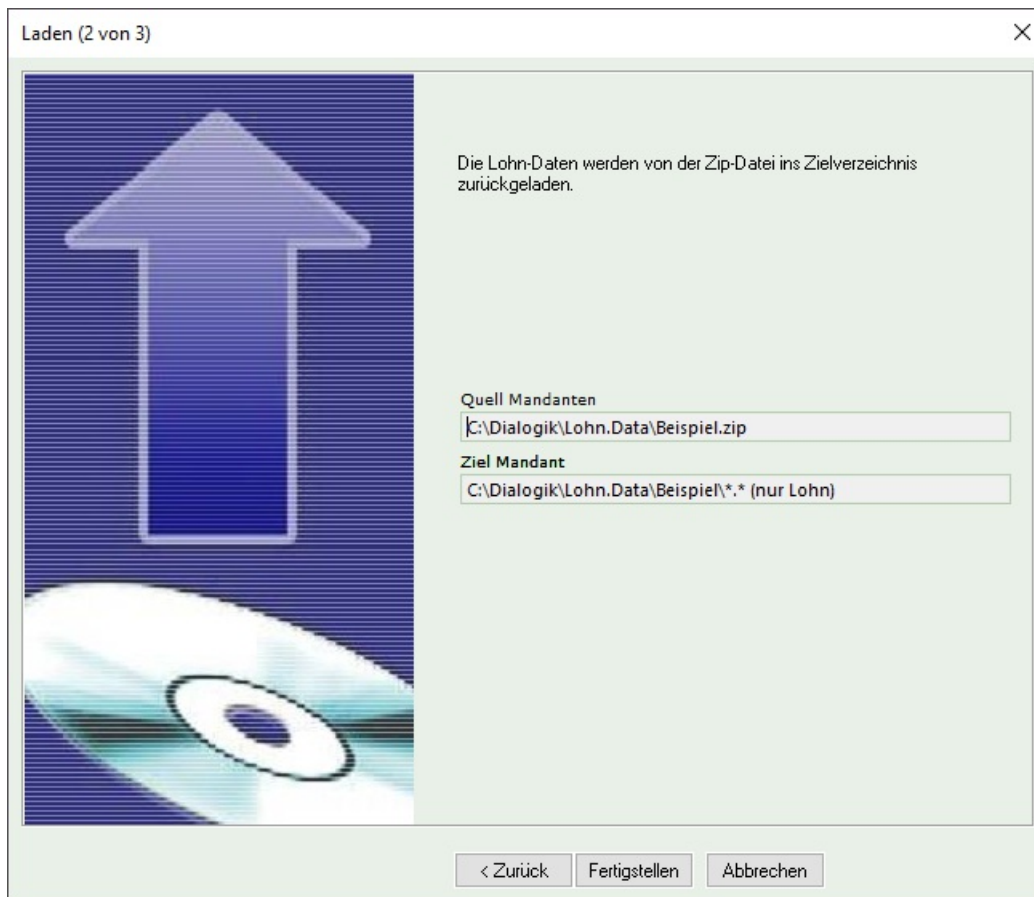 Laden (2 von 3)
Die Lohn-Daten werden von der Zip-Datei ins Zielverzeichnis
zurückgeladen.
Quell Mandanten
C:\Dialogik\Lohn.Data\Beispiel.zip
Ziel Mandant
C:\Dialogik\Lohn.Data\Beispiel\*.* (nur Lohn)
< Zurück Fertigstellen Abbrechen